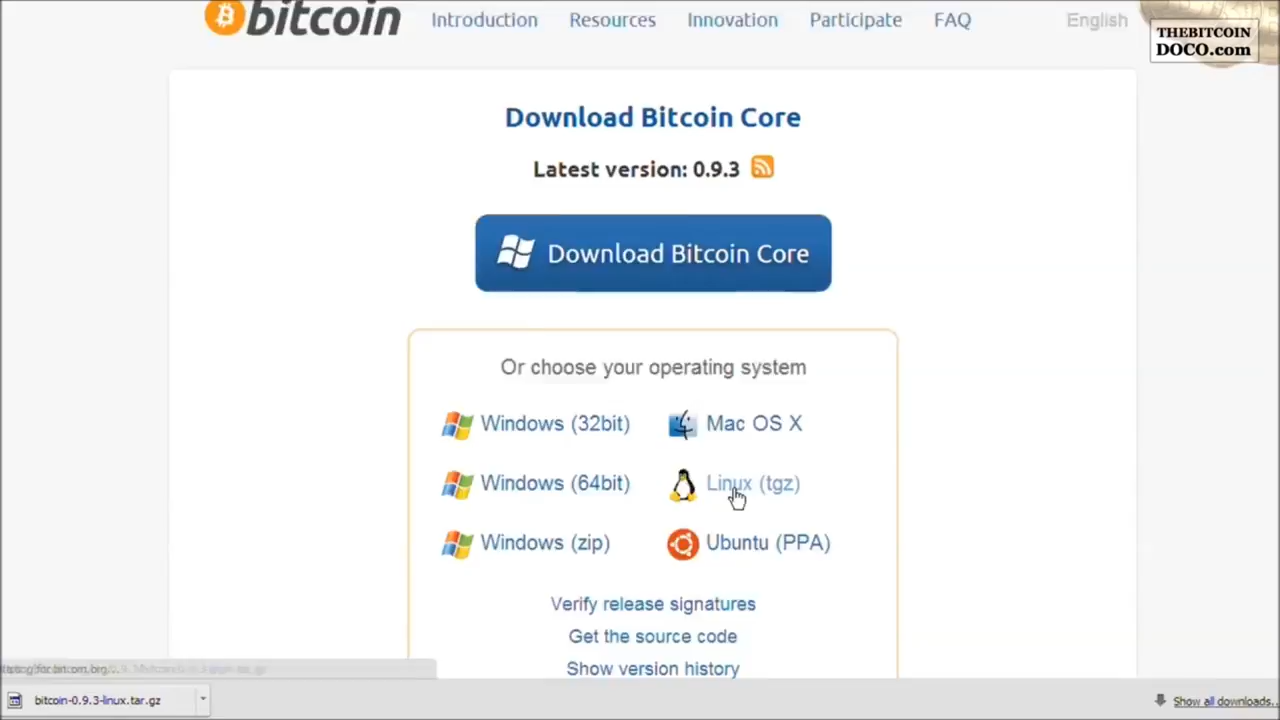 bitcoin Introduction Resources Innovation Participate FAQ English
THEBITCOIN
DOCO.com
Download Bitcoin Core
Latest version: 0.9.3
Download Bitcoin Core
Or choose your operating system
Windows (32bit) Mac OS X
Windows (64bit) Linux (tgz)
Windows (zip) Ubuntu (PPA)
Verify release signatures
Get the source code
Show version history
bitcoin-0.9.3-linux.tar.gz Show all downloads...